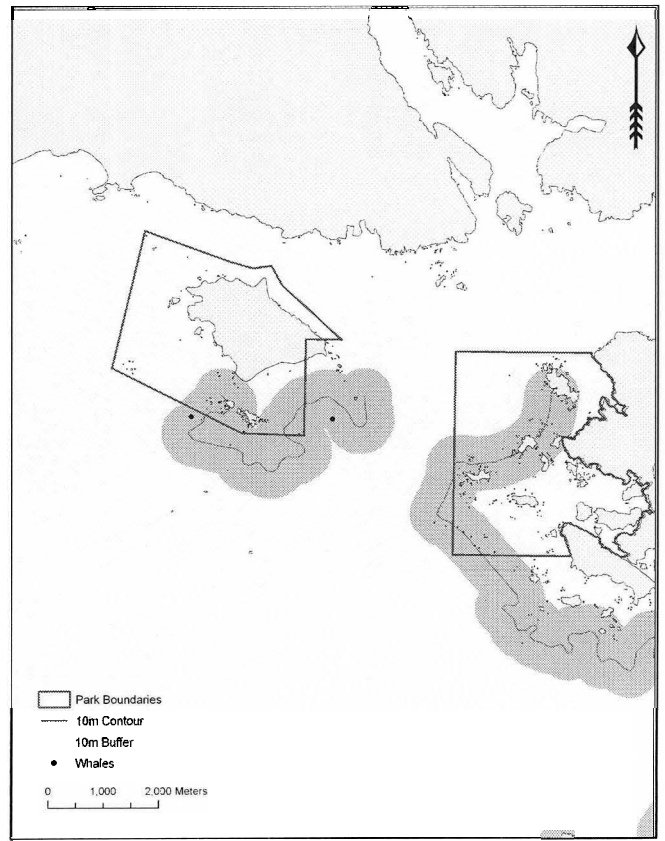 Park Boundaries
10m Contour
10m Buffer
Whales
0 1,000 2,000 Meters